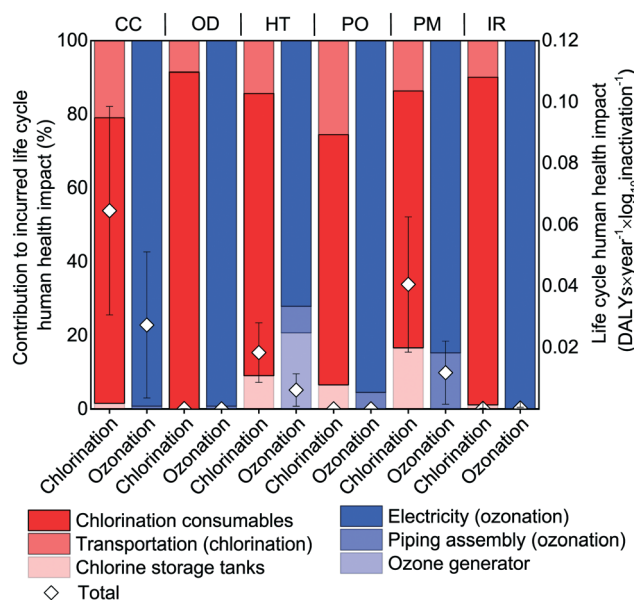 CC | OD | HT | PO | PM | IR
Contribution to incurred life cycle
human health impact (%)
100
80
60
40
20
0
0.12
0.10
0.08
0.06
0.04
0.02
Life cycle human health impact
(DALYs×year⁻¹×log₁₀inactivation⁻¹)
Chlorination
Ozonation
Chlorination
Ozonation
Chlorination
Ozonation
Chlorination
Ozonation
Chlorination
Ozonation
Chlorination
Ozonation
Chlorination consumables
Transportation (chlorination)
Chlorine storage tanks
Total
Electricity (ozonation)
Piping assembly (ozonation)
Ozone generator